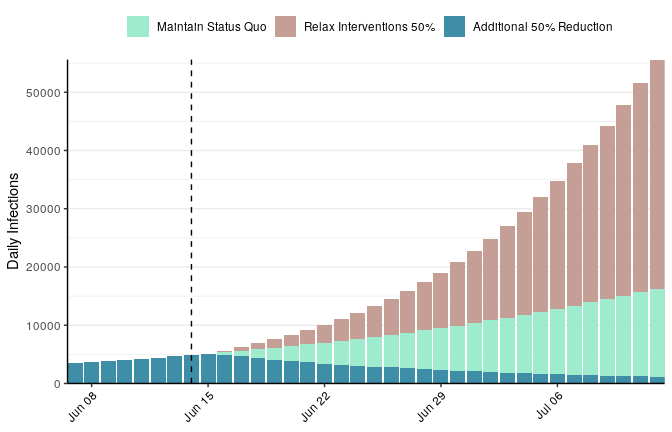 Maintain Status Quo Relax Interventions 50% Additional 50% Reduction
Daily Infections
50000
40000
30000
20000
10000
0
Jun 08 Jun 15 Jun 22 Jun 29 Jul 06